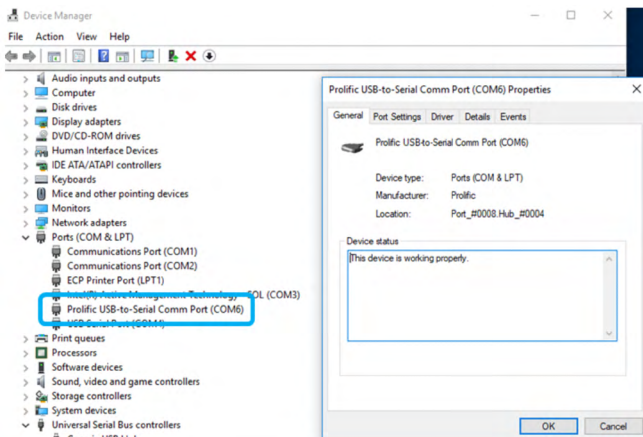 Device Manager
File Action View Help
Audio inputs and outputs
Computer
Disk drives
Display adapters
DVD/CD-ROM drives
Human Interface Devices
IDE ATA/ATAPI controllers
Keyboards
Mice and other pointing devices
Monitors
Network adapters
Ports (COM & LPT)
Communications Port (COM1)
Communications Port (COM2)
ECP Printer Port (LPT1)
Intel(R) Active Management Technology - SOL (COM3)
Prolific USB-to-Serial Comm Port (COM6)
USB Serial Port (COM4)
Print queues
Processors
Software devices
Sound, video and game controllers
Storage controllers
System devices
Universal Serial Bus controllers
Prolific USB-to-Serial Comm Port (COM6) Properties
General Port Settings Driver Details Events
Prolific USB-to-Serial Comm Port (COM6)
Device type: Ports (COM & LPT)
Manufacturer: Prolific
Location: Port_#0008.Hub_#0004
Device status
This device is working properly.
OK Cancel